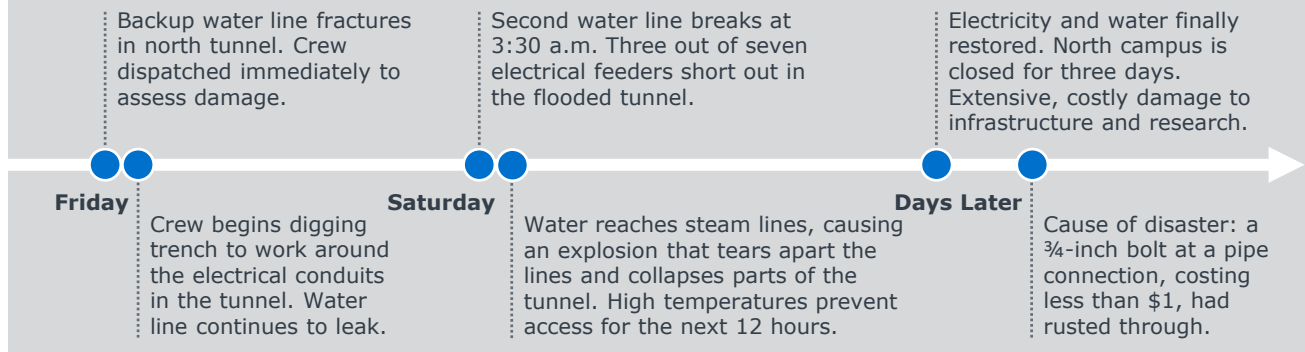 Backup water line fractures
in north tunnel. Crew
dispatched immediately to
assess damage.
Second water line breaks at
3:30 a.m. Three out of seven
electrical feeders short out in
the flooded tunnel.
Electricity and water finally
restored. North campus is
closed for three days.
Extensive, costly damage to
infrastructure and research.
Friday
Saturday
Days Later
Crew begins digging
trench to work around
the electrical conduits
in the tunnel. Water
line continues to leak.
Water reaches steam lines, causing
an explosion that tears apart the
lines and collapses parts of the
tunnel. High temperatures prevent
access for the next 12 hours.
Cause of disaster: a
¾-inch bolt at a pipe
connection, costing
less than $1, had
rusted through.